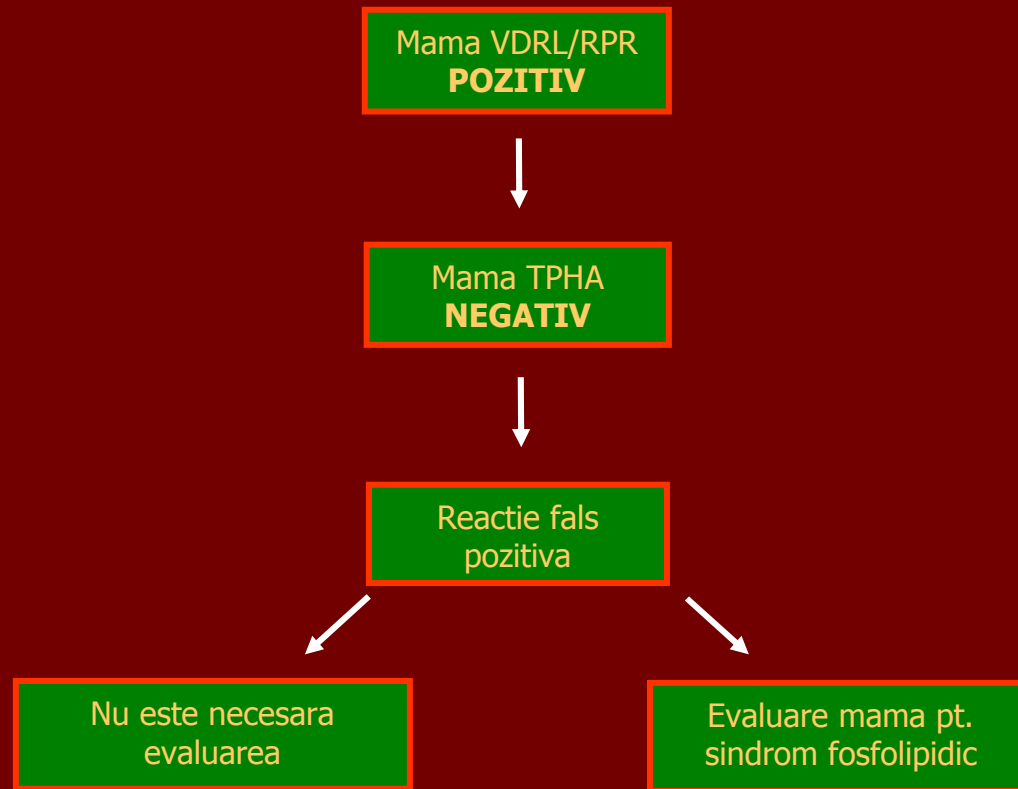 Mama VDRL/RPR
POZITIV
Mama TPHA
NEGATIV
Reactie fals
pozitiva
Nu este necesara
evaluarea
Evaluare mama pt.
sindrom fosfolipidic